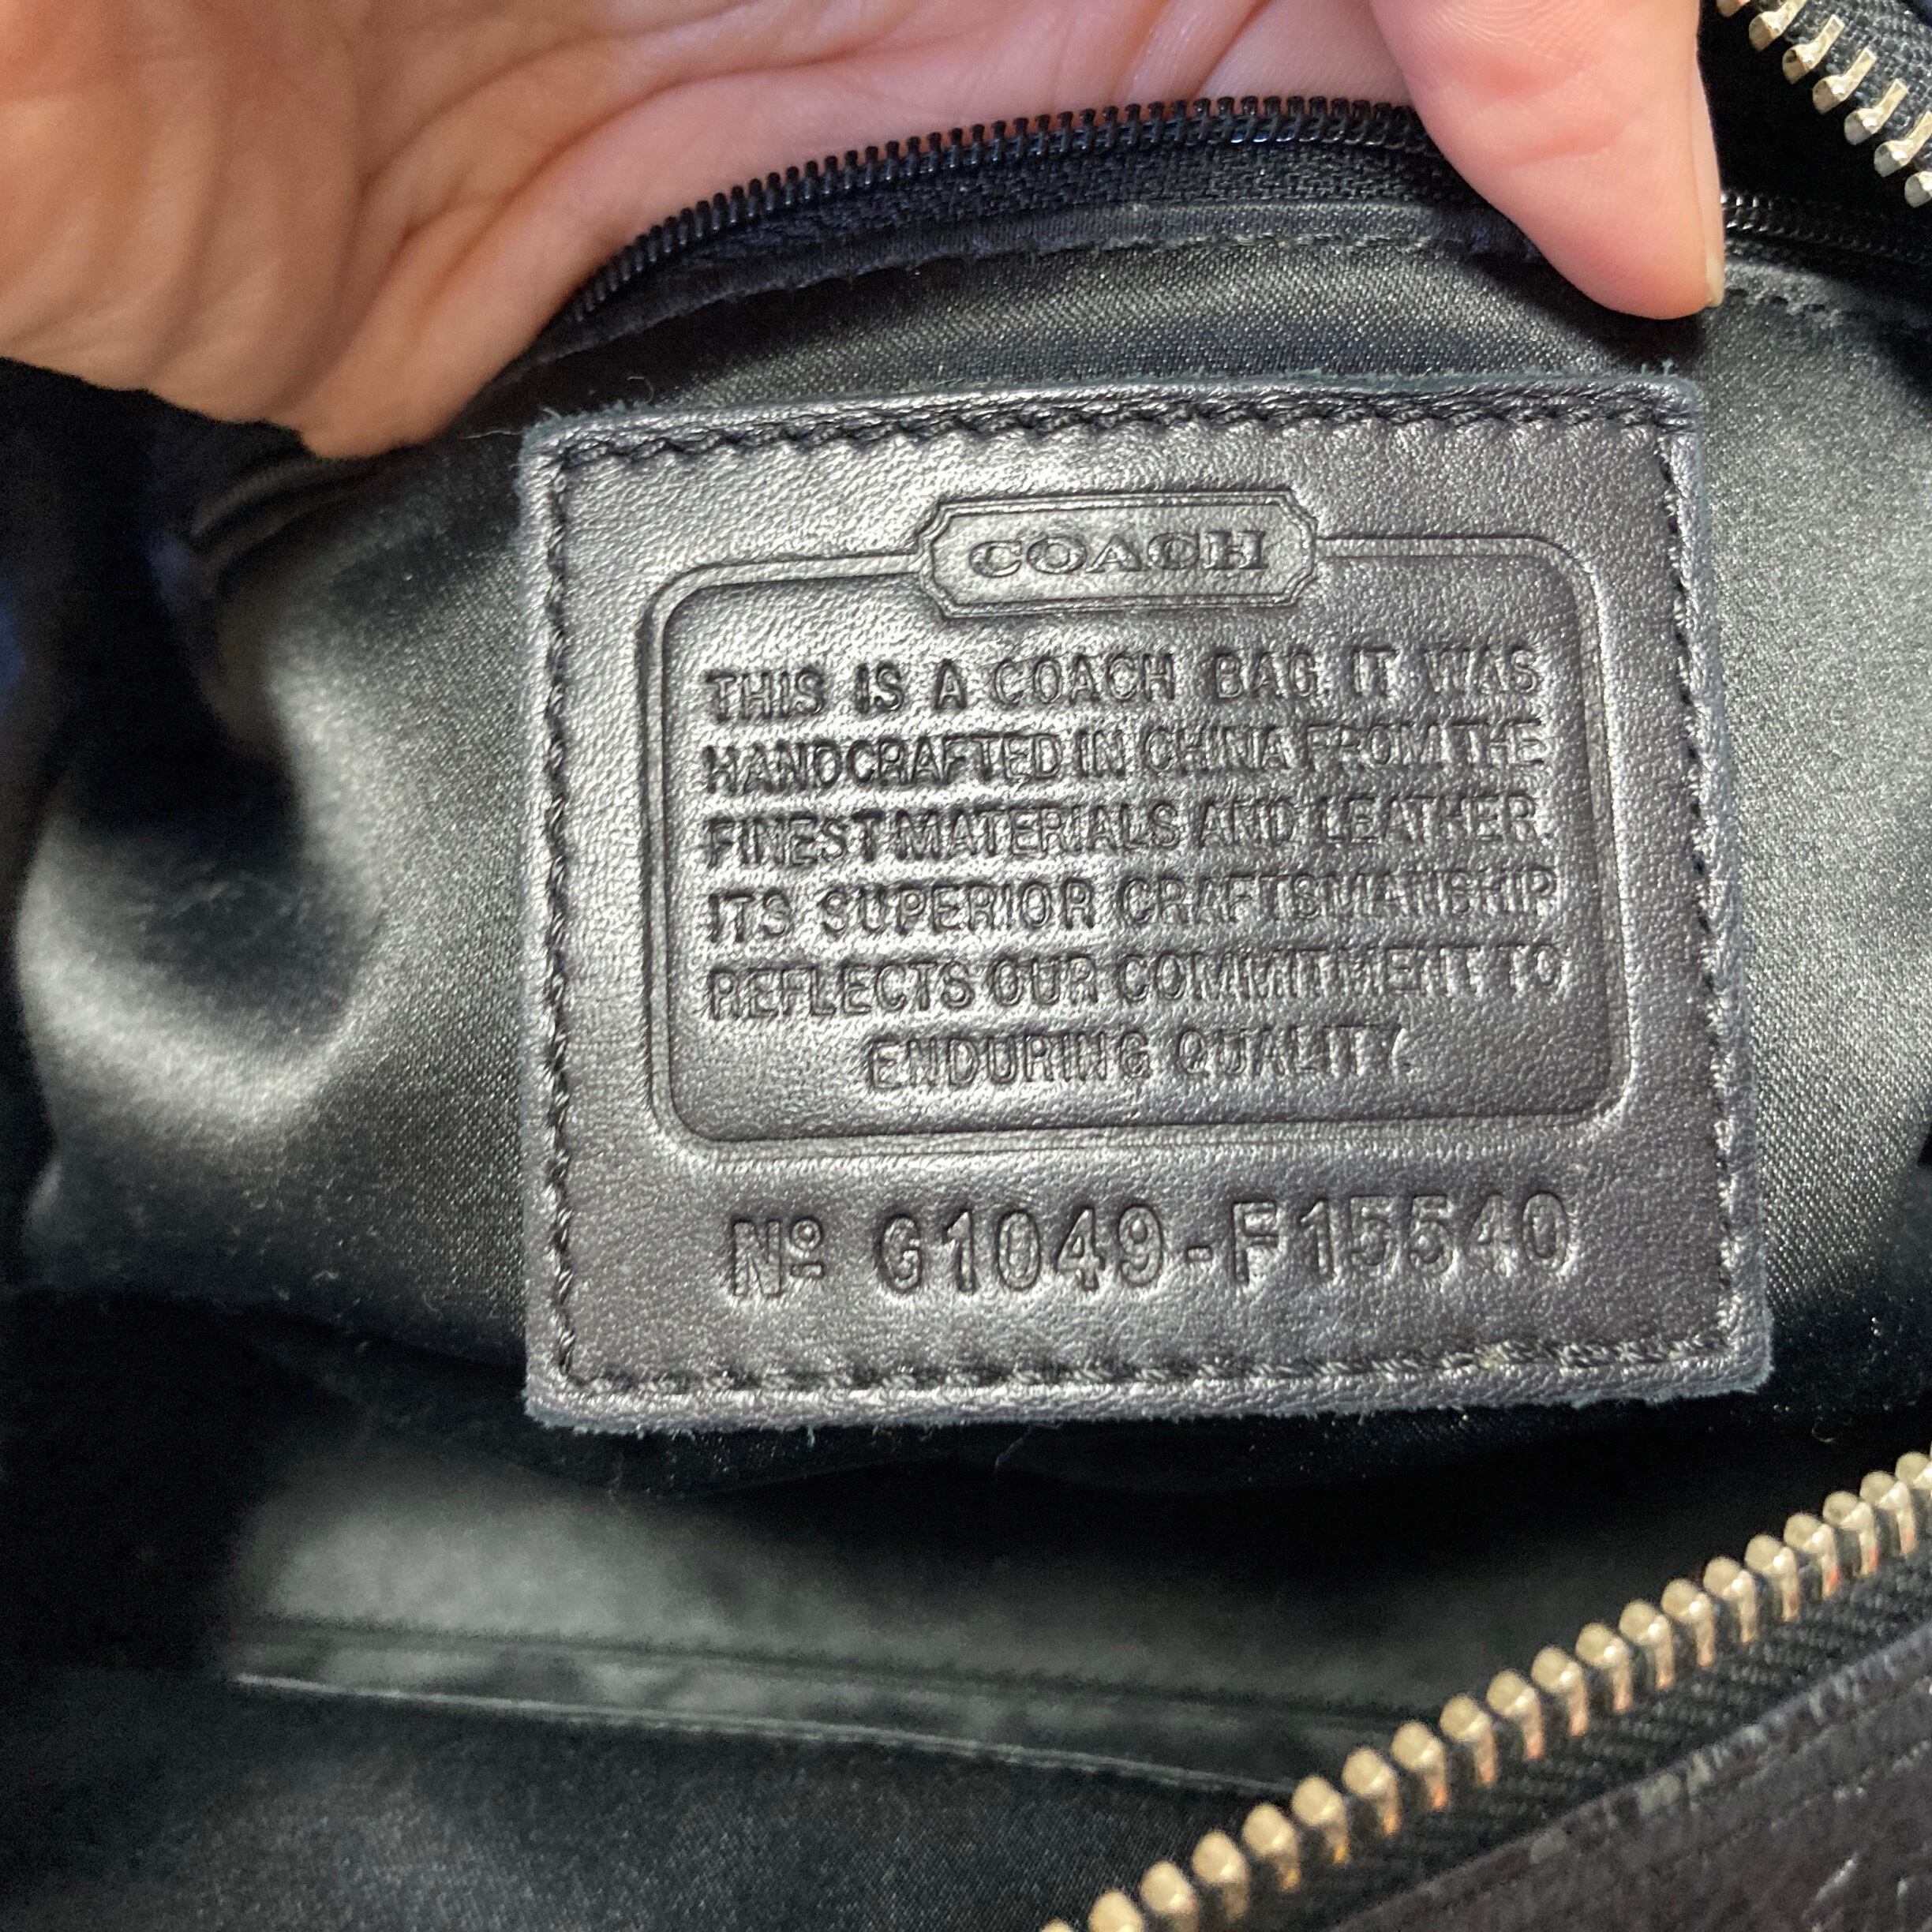 COACH
THIS IS A COACH BAG. IT WAS
HANDCRAFTED IN CHINA FROM THE
FINEST MATERIALS AND LEATHER.
ITS SUPERIOR CRAFTSMANSHIP
REFLECTS OUR COMMITMENT TO
ENDURING QUALITY.
Nº G1049-F15540